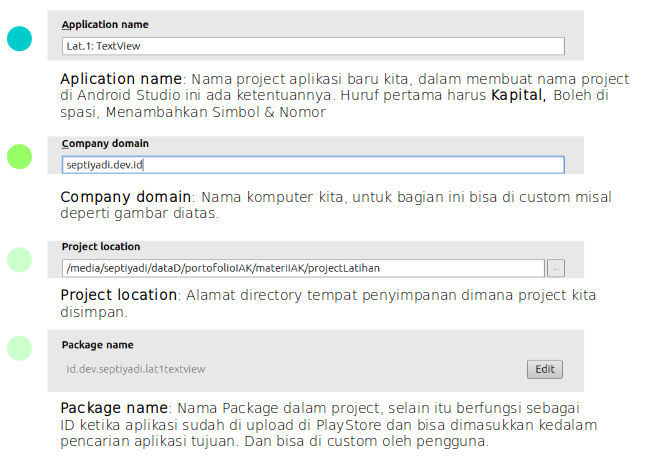 Application name
Lat.1: TextView
Aplication name: Nama project aplikasi baru kita, dalam membuat nama project
di Android Studio ini ada ketentuannya. Huruf pertama harus Kapital, Boleh di
spasi, Menambahkan Simbol & Nomor
Company domain
septiyadi.dev.id
Company domain: Nama komputer kita, untuk bagian ini bisa di custom misal
deperti gambar diatas.
Project location
/media/septiyadi/dataD/portofolioIAK/materiIAK/projectLatihan
...
Project location: Alamat directory tempat penyimpanan dimana project kita
disimpan.
Package name
id.dev.septiyadi.lat1textview
Edit
Package name: Nama Package dalam project, selain itu berfungsi sebagai
ID ketika aplikasi sudah di upload di PlayStore dan bisa dimasukkan kedalam
pencarian aplikasi tujuan. Dan bisa di custom oleh pengguna.